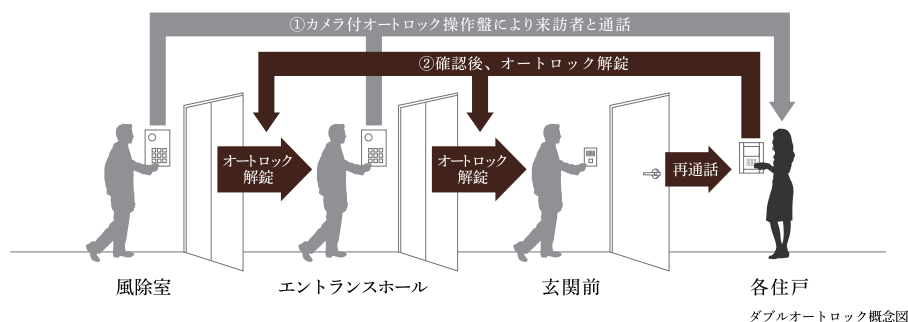 ①カメラ付オートロック操作盤により来訪者と通話
②確認後、オートロック解錠
オートロック
解錠
オートロック
解錠
再通話
風除室
エントランスホール
玄関前
各住戸
ダブルオートロック概念図